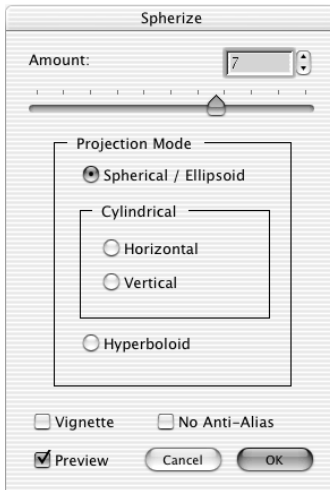 Spherize
Amount: 7
Projection Mode
Spherical / Ellipsoid
Cylindrical
Horizontal
Vertical
Hyperboloid
Vignette No Anti-Alias
Preview Cancel OK